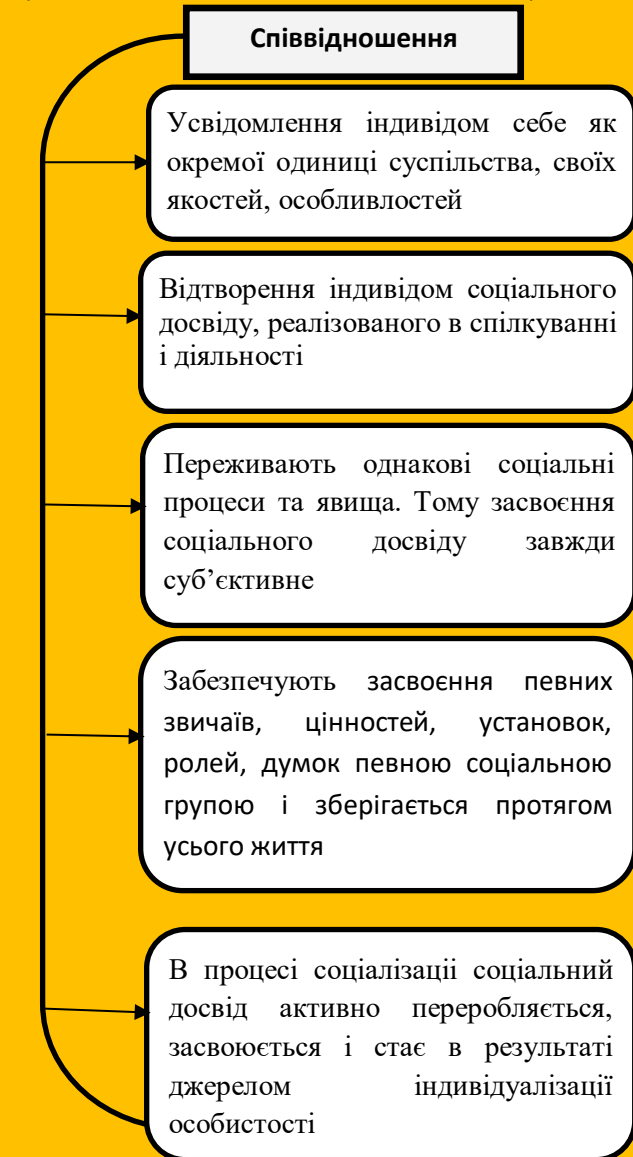 Співвідношення
Усвідомлення індивідом себе як
окремої одиниці суспільства, своїх
якостей, особливлостей
Відтворення індивідом соціального
досвіду, реалізованого в спілкуванні
і діяльності
Переживають однакові соціальні
процеси та явища. Тому засвоєння
соціального досвіду завжди
суб’єктивне
Забезпечують засвоєння певних
звичаїв, цінностей, установок,
ролей, думок певною соціальною
групою і зберігається протягом
усього життя
В процесі соціалізації соціальний
досвід активно переробляється,
засвоюється і стає в результаті
джерелом індивідуалізації
особистості